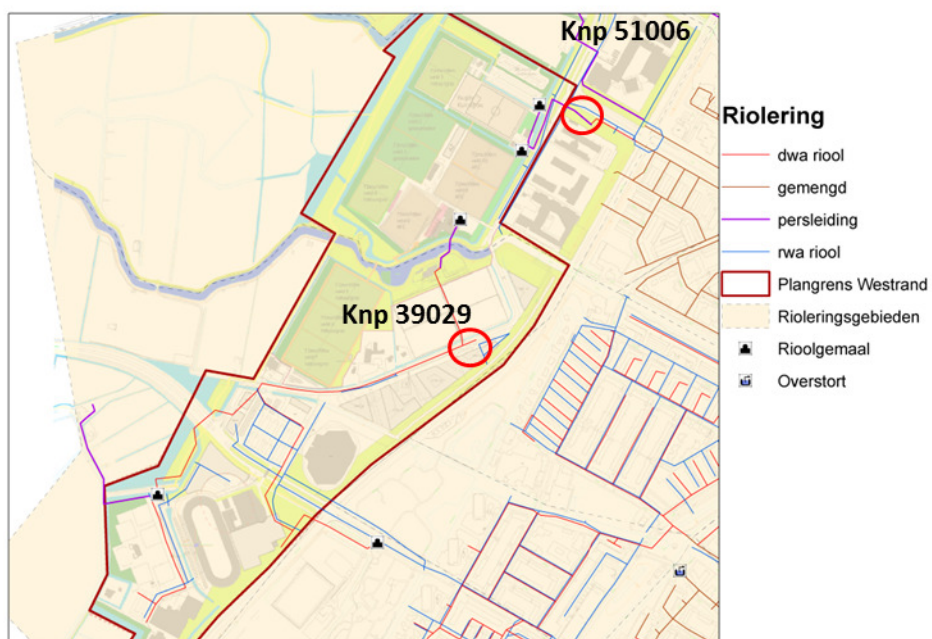 Knp 51006
Knp 39029
Riolering
dwa riool
gemengd
persleiding
rwa riool
Plangrens Westrand
Rioleringsgebieden
Rioolgemaal
Overstort